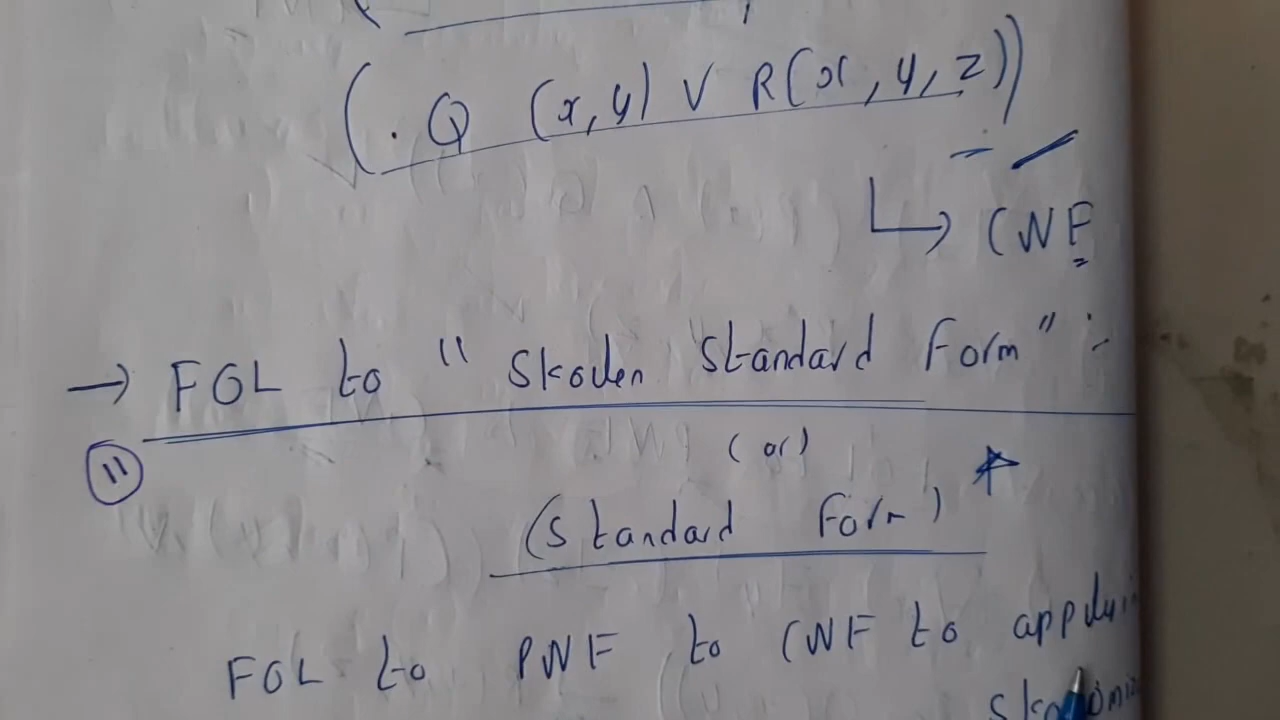 (. Q (x,y) V R(x,y,z))
↳ CNF
→ FOL to "Skolen Standard Form" :-
(11)
(or)
(Standard Form) *
FOL to PNF to CNF to applyin